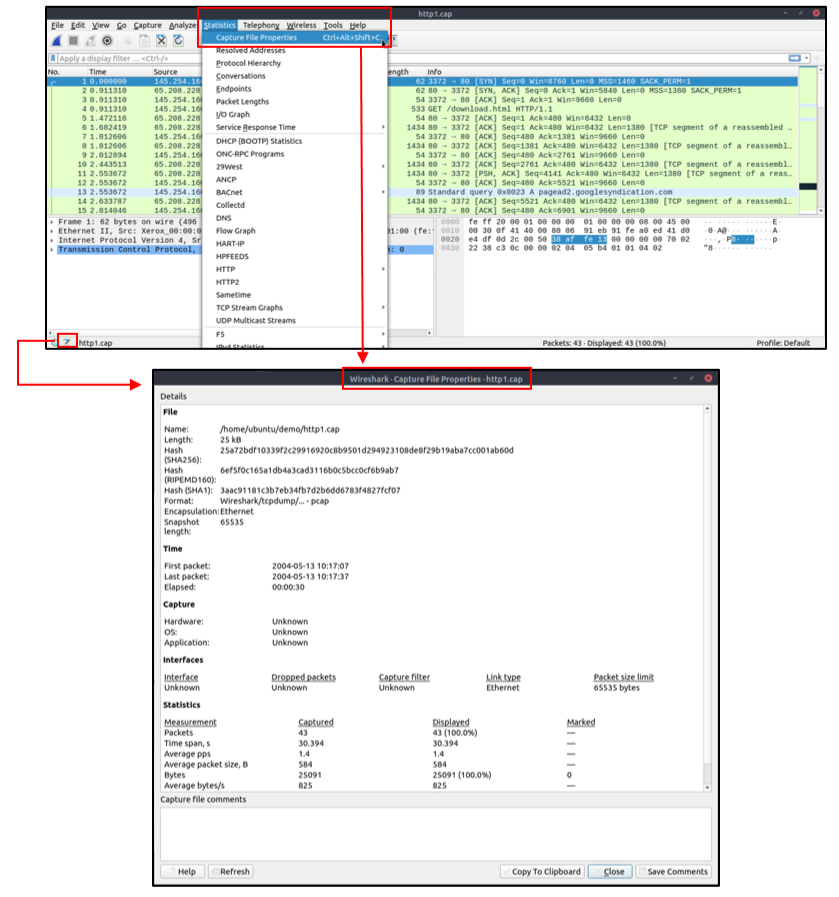 http1.cap
File Edit View Go Capture Analyze Statistics Telephony Wireless Tools Help
Apply a display filter ... <Ctrl-/>
Capture File Properties Ctrl+Alt+Shift+C
Resolved Addresses
Protocol Hierarchy
Conversations
Endpoints
Packet Lengths
I/O Graph
Service Response Time
DHCP (BOOTP) Statistics
ONC-RPC Programs
29West
ANCP
BACnet
Collectd
DNS
Flow Graph
HART-IP
HPFEEDS
HTTP
HTTP2
Sametime
TCP Stream Graphs
UDP Multicast Streams
F5
IPv4 Statistics
No. Time Source ength Info
1 0.000000 145.254.16 62 3372 → 80 [SYN] Seq=0 Win=8760 Len=0 MSS=1460 SACK_PERM=1
2 0.911310 65.208.228 62 80 → 3372 [SYN, ACK] Seq=0 Ack=1 Win=5840 Len=0 MSS=1380 SACK_PERM=1
3 0.911310 145.254.16 54 3372 → 80 [ACK] Seq=1 Ack=1 Win=9660 Len=0
4 0.911310 145.254.16 533 GET /download.html HTTP/1.1
5 1.472116 65.208.228 54 80 → 3372 [ACK] Seq=1 Ack=480 Win=6432 Len=0
6 1.682419 65.208.228 1434 80 → 3372 [ACK] Seq=1 Ack=480 Win=6432 Len=1380 [TCP segment of a reassembled …
7 1.812606 145.254.16 54 3372 → 80 [ACK] Seq=480 Ack=1381 Win=9660 Len=0
8 1.812606 65.208.228 1434 80 → 3372 [ACK] Seq=1381 Ack=480 Win=6432 Len=1380 [TCP segment of a reassembl…
9 2.012894 145.254.16 54 3372 → 80 [ACK] Seq=480 Ack=2761 Win=9660 Len=0
10 2.443513 65.208.228 1434 80 → 3372 [ACK] Seq=2761 Ack=480 Win=6432 Len=1380 [TCP segment of a reassembl…
11 2.553672 65.208.228 1434 80 → 3372 [PSH, ACK] Seq=4141 Ack=480 Win=6432 Len=1380 [TCP segment of a reas…
12 2.553672 145.254.16 54 3372 → 80 [ACK] Seq=480 Ack=5521 Win=9660 Len=0
13 2.553672 145.254.16 89 Standard query 0x0023 A pagead2.googlesyndication.com
14 2.633787 65.208.228 1434 80 → 3372 [ACK] Seq=5521 Ack=480 Win=6432 Len=1380 [TCP segment of a reassembl…
15 2.814046 145.254.16 54 3372 → 80 [ACK] Seq=480 Ack=6901 Win=9660 Len=0
Frame 1: 62 bytes on wire (496
Ethernet II, Src: Xerox_00:00:0 01:00 (fe:
Internet Protocol Version 4, Sr
Transmission Control Protocol, : 0
0000 fe ff 20 00 01 00 00 00 01 00 00 00 08 00 45 00 ·· ········E·
0010 00 30 0f 41 40 00 80 06 91 eb 91 fe a0 ed 41 d0 ·0·A@··· ······A·
0020 e4 df 0d 2c 00 50 38 af fe 13 00 00 00 00 70 02 ···,·P8· ······p·
0030 22 38 c3 0c 00 00 02 04 05 b4 01 01 04 02 "8······ ······
http1.cap Packets: 43 · Displayed: 43 (100.0%) Profile: Default
Wireshark · Capture File Properties · http1.cap
Details
File
Name: /home/ubuntu/demo/http1.cap
Length: 25 kB
Hash (SHA256): 25a72bdf10339f2c29916920c8b9501d294923108de8f29b19aba7cc001ab60d
Hash (RIPEMD160): 6ef5f0c165a1db4a3cad3116b0c5bcc0cf6b9ab7
Hash (SHA1): 3aac91181c3b7eb34fb7d2b6dd6783f4827fcf07
Format: Wireshark/tcpdump/... - pcap
Encapsulation: Ethernet
Snapshot length: 65535
Time
First packet: 2004-05-13 10:17:07
Last packet: 2004-05-13 10:17:37
Elapsed: 00:00:30
Capture
Hardware: Unknown
OS: Unknown
Application: Unknown
Interfaces
Interface Dropped packets Capture filter Link type Packet size limit
Unknown Unknown Unknown Ethernet 65535 bytes
Statistics
Measurement Captured Displayed Marked
Packets 43 43 (100.0%) —
Time span, s 30.394 30.394 —
Average pps 1.4 1.4 —
Average packet size, B 584 584 —
Bytes 25091 25091 (100.0%) 0
Average bytes/s 825 825 —
Capture file comments
Help Refresh Copy To Clipboard Close Save Comments